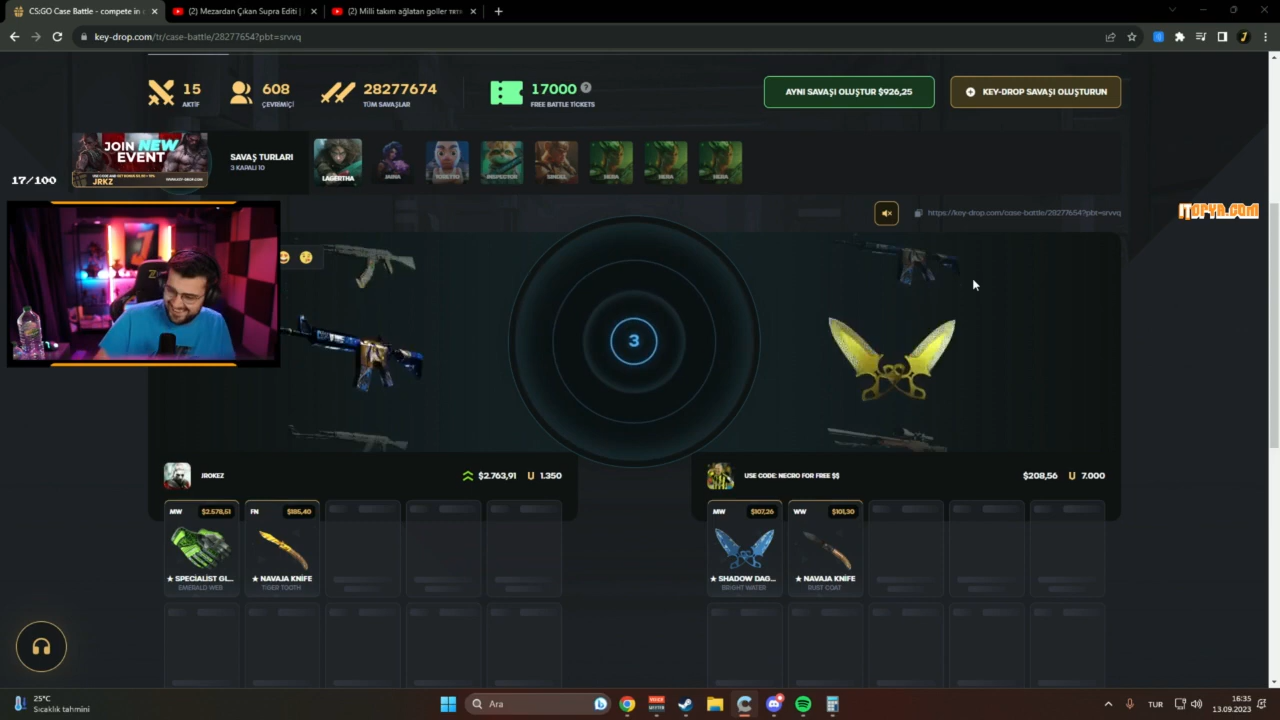 CS:GO Case Battle - compete in
(2) Mezardan Çıkan Supra Editi |
(2) Milli takım ağlatan goller
key-drop.com/tr/case-battle/28277654?pbt=srvvq
15
AKTİF
608
ÇEVRİMİÇİ
28277674
TÜM SAVAŞLAR
17000
FREE BATTLE TICKETS
AYNI SAVAŞI OLUŞTUR $926,25
KEY-DROP SAVAŞI OLUŞTURUN
17/100
JOIN NEW
EVENT
JRKZ
SAVAŞ TURLARI
3 KAPALI 10
LAGERTHA
JAINA
INSPECTOR
https://key-drop.com/case-battle/28277654?pbt=srvvq
iTOPYA.COM
3
JROKEZ
$2.763,91
1.350
USE CODE: NECRO FOR FREE $$
$208,56
7.000
MW $2.578,51
★ SPECIALIST GL...
EMERALD WEB
FN $185,40
★ NAVAJA KNIFE
TIGER TOOTH
MW $107,26
★ SHADOW DAG...
BRIGHT WATER
WW $101,30
★ NAVAJA KNIFE
RUST COAT
25°C
Sıcaklık tahmini
Ara
TUR
16:35
13.09.2023